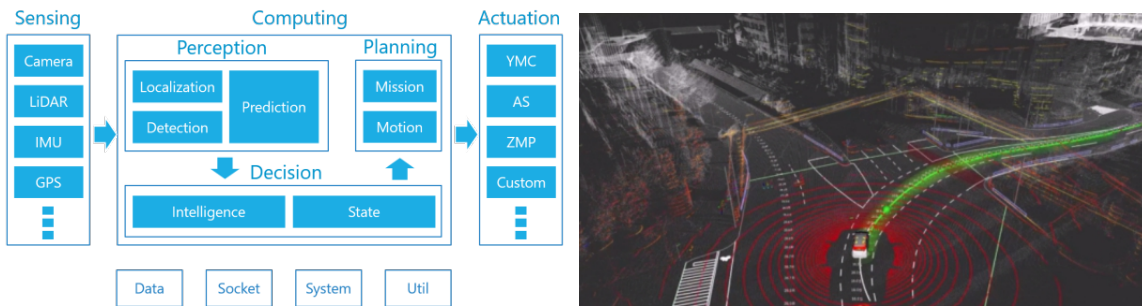 Sensing
Computing
Actuation
Perception
Planning
Camera
LiDAR
IMU
GPS
Localization
Detection
Prediction
Mission
Motion
Decision
Intelligence
State
YMC
AS
ZMP
Custom
Data
Socket
System
Util